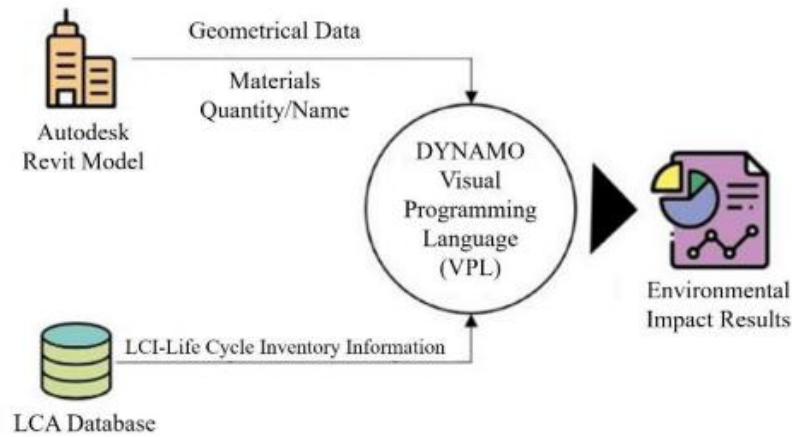 Geometrical Data
Materials
Quantity/Name
Autodesk
Revit Model
DYNAMO
Visual
Programming
Language
(VPL)
Environmental
Impact Results
LCI-Life Cycle Inventory Information
LCA Database